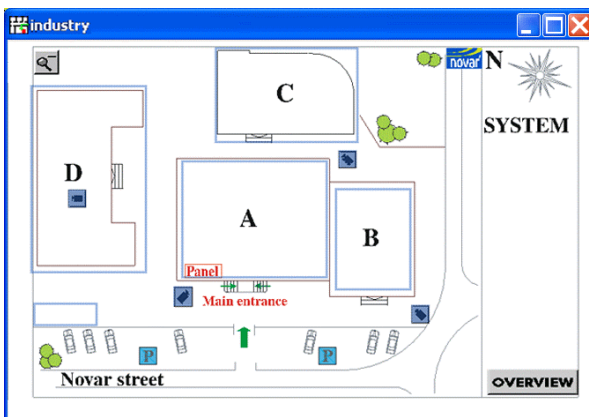 industry
novar N
C
SYSTEM
D
A
B
Panel
Main entrance
P
P
Novar street
OVERVIEW